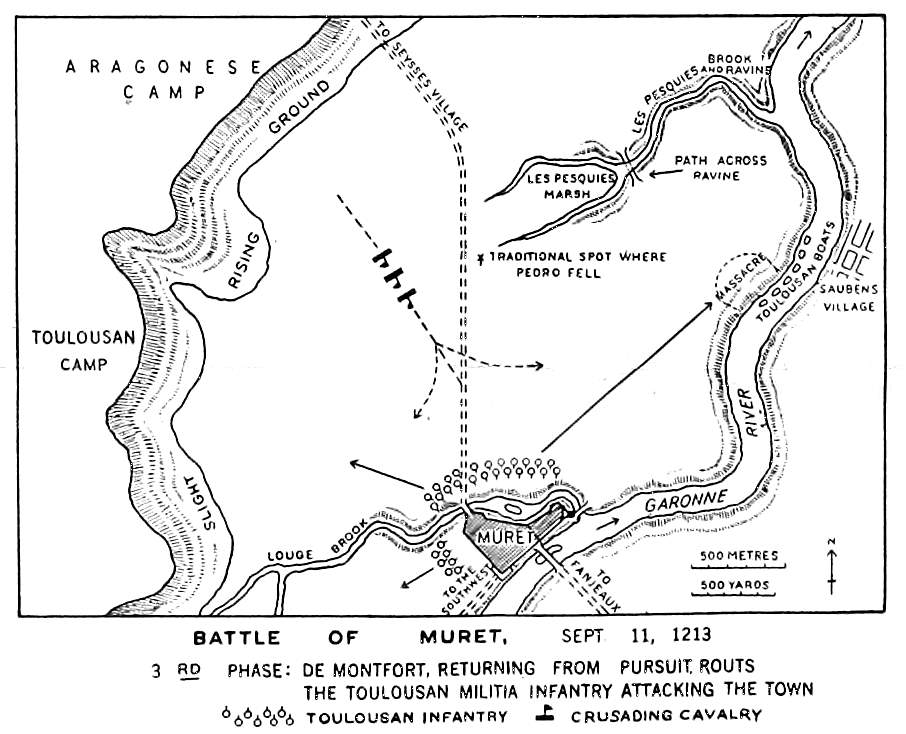 ARAGONESE
CAMP
TO SEYSSES VILLAGE
GROUND
RISING
SLIGHT
TOULOUSAN
CAMP
LES PESQUIES
BROOK
AND RAVINE
PATH ACROSS
RAVINE
LES PESQUIES
MARSH
TRADITIONAL SPOT WHERE
PEDRO FELL
MASSACRE
TOULOUSAN BOATS
SAUBENS
VILLAGE
RIVER
GARONNE
LOUGE BROOK
MURET
TO THE
SOUTHWEST
TO
FANJEAUX
500 METRES
500 YARDS
N
BATTLE OF MURET, SEPT 11, 1213
3 RD PHASE: DE MONTFORT, RETURNING FROM PURSUIT, ROUTS
THE TOULOUSAN MILITIA INFANTRY ATTACKING THE TOWN
TOULOUSAN INFANTRY CRUSADING CAVALRY